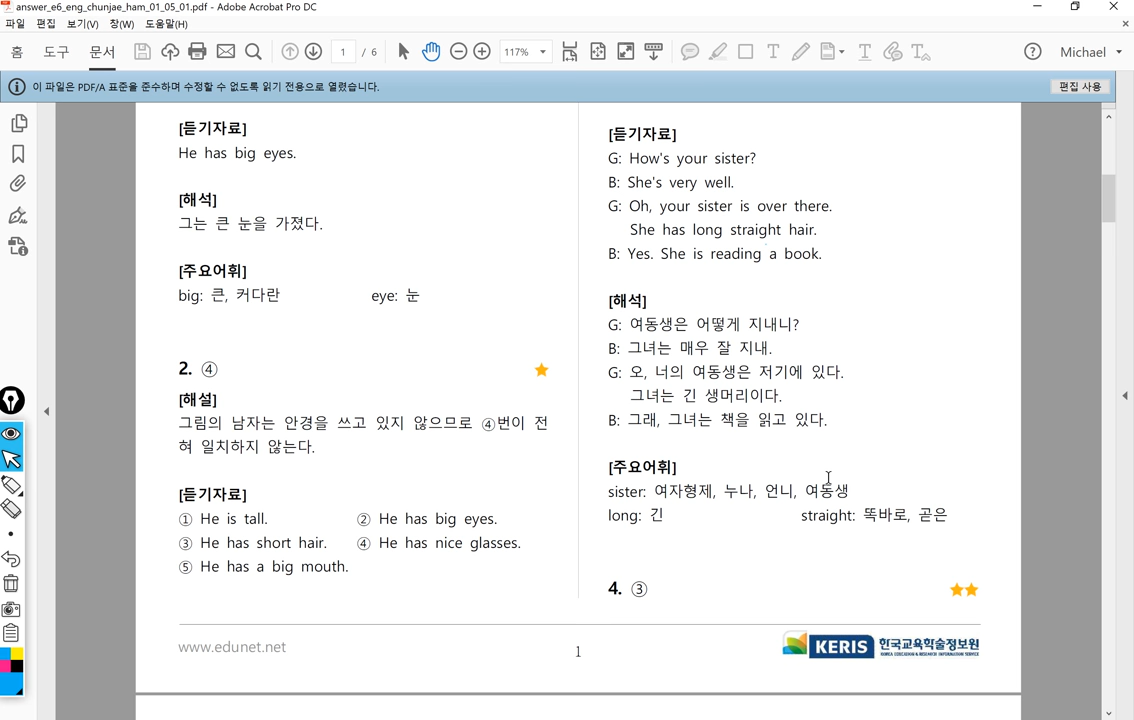 answer_e6_eng_chunjae_ham_01_05_01.pdf - Adobe Acrobat Pro DC
파일 편집 보기(V) 창(W) 도움말(H)
홈 도구 문서 1 / 6 117% Michael
이 파일은 PDF/A 표준을 준수하며 수정할 수 없도록 읽기 전용으로 열렸습니다. 편집 사용
[듣기자료]
He has big eyes.
[해석]
그는 큰 눈을 가졌다.
[주요어휘]
big: 큰, 커다란 eye: 눈
2. ④
[해설]
그림의 남자는 안경을 쓰고 있지 않으므로 ④번이 전
혀 일치하지 않는다.
[듣기자료]
① He is tall. ② He has big eyes.
③ He has short hair. ④ He has nice glasses.
⑤ He has a big mouth.
[듣기자료]
G: How's your sister?
B: She's very well.
G: Oh, your sister is over there.
She has long straight hair.
B: Yes. She is reading a book.
[해석]
G: 여동생은 어떻게 지내니?
B: 그녀는 매우 잘 지내.
G: 오, 너의 여동생은 저기에 있다.
그녀는 긴 생머리이다.
B: 그래, 그녀는 책을 읽고 있다.
[주요어휘]
sister: 여자형제, 누나, 언니, 여동생
long: 긴 straight: 똑바로, 곧은
4. ③
www.edunet.net
1
KERIS 한국교육학술정보원
KOREA EDUCATION & RESEARCH INFORMATION SERVICE